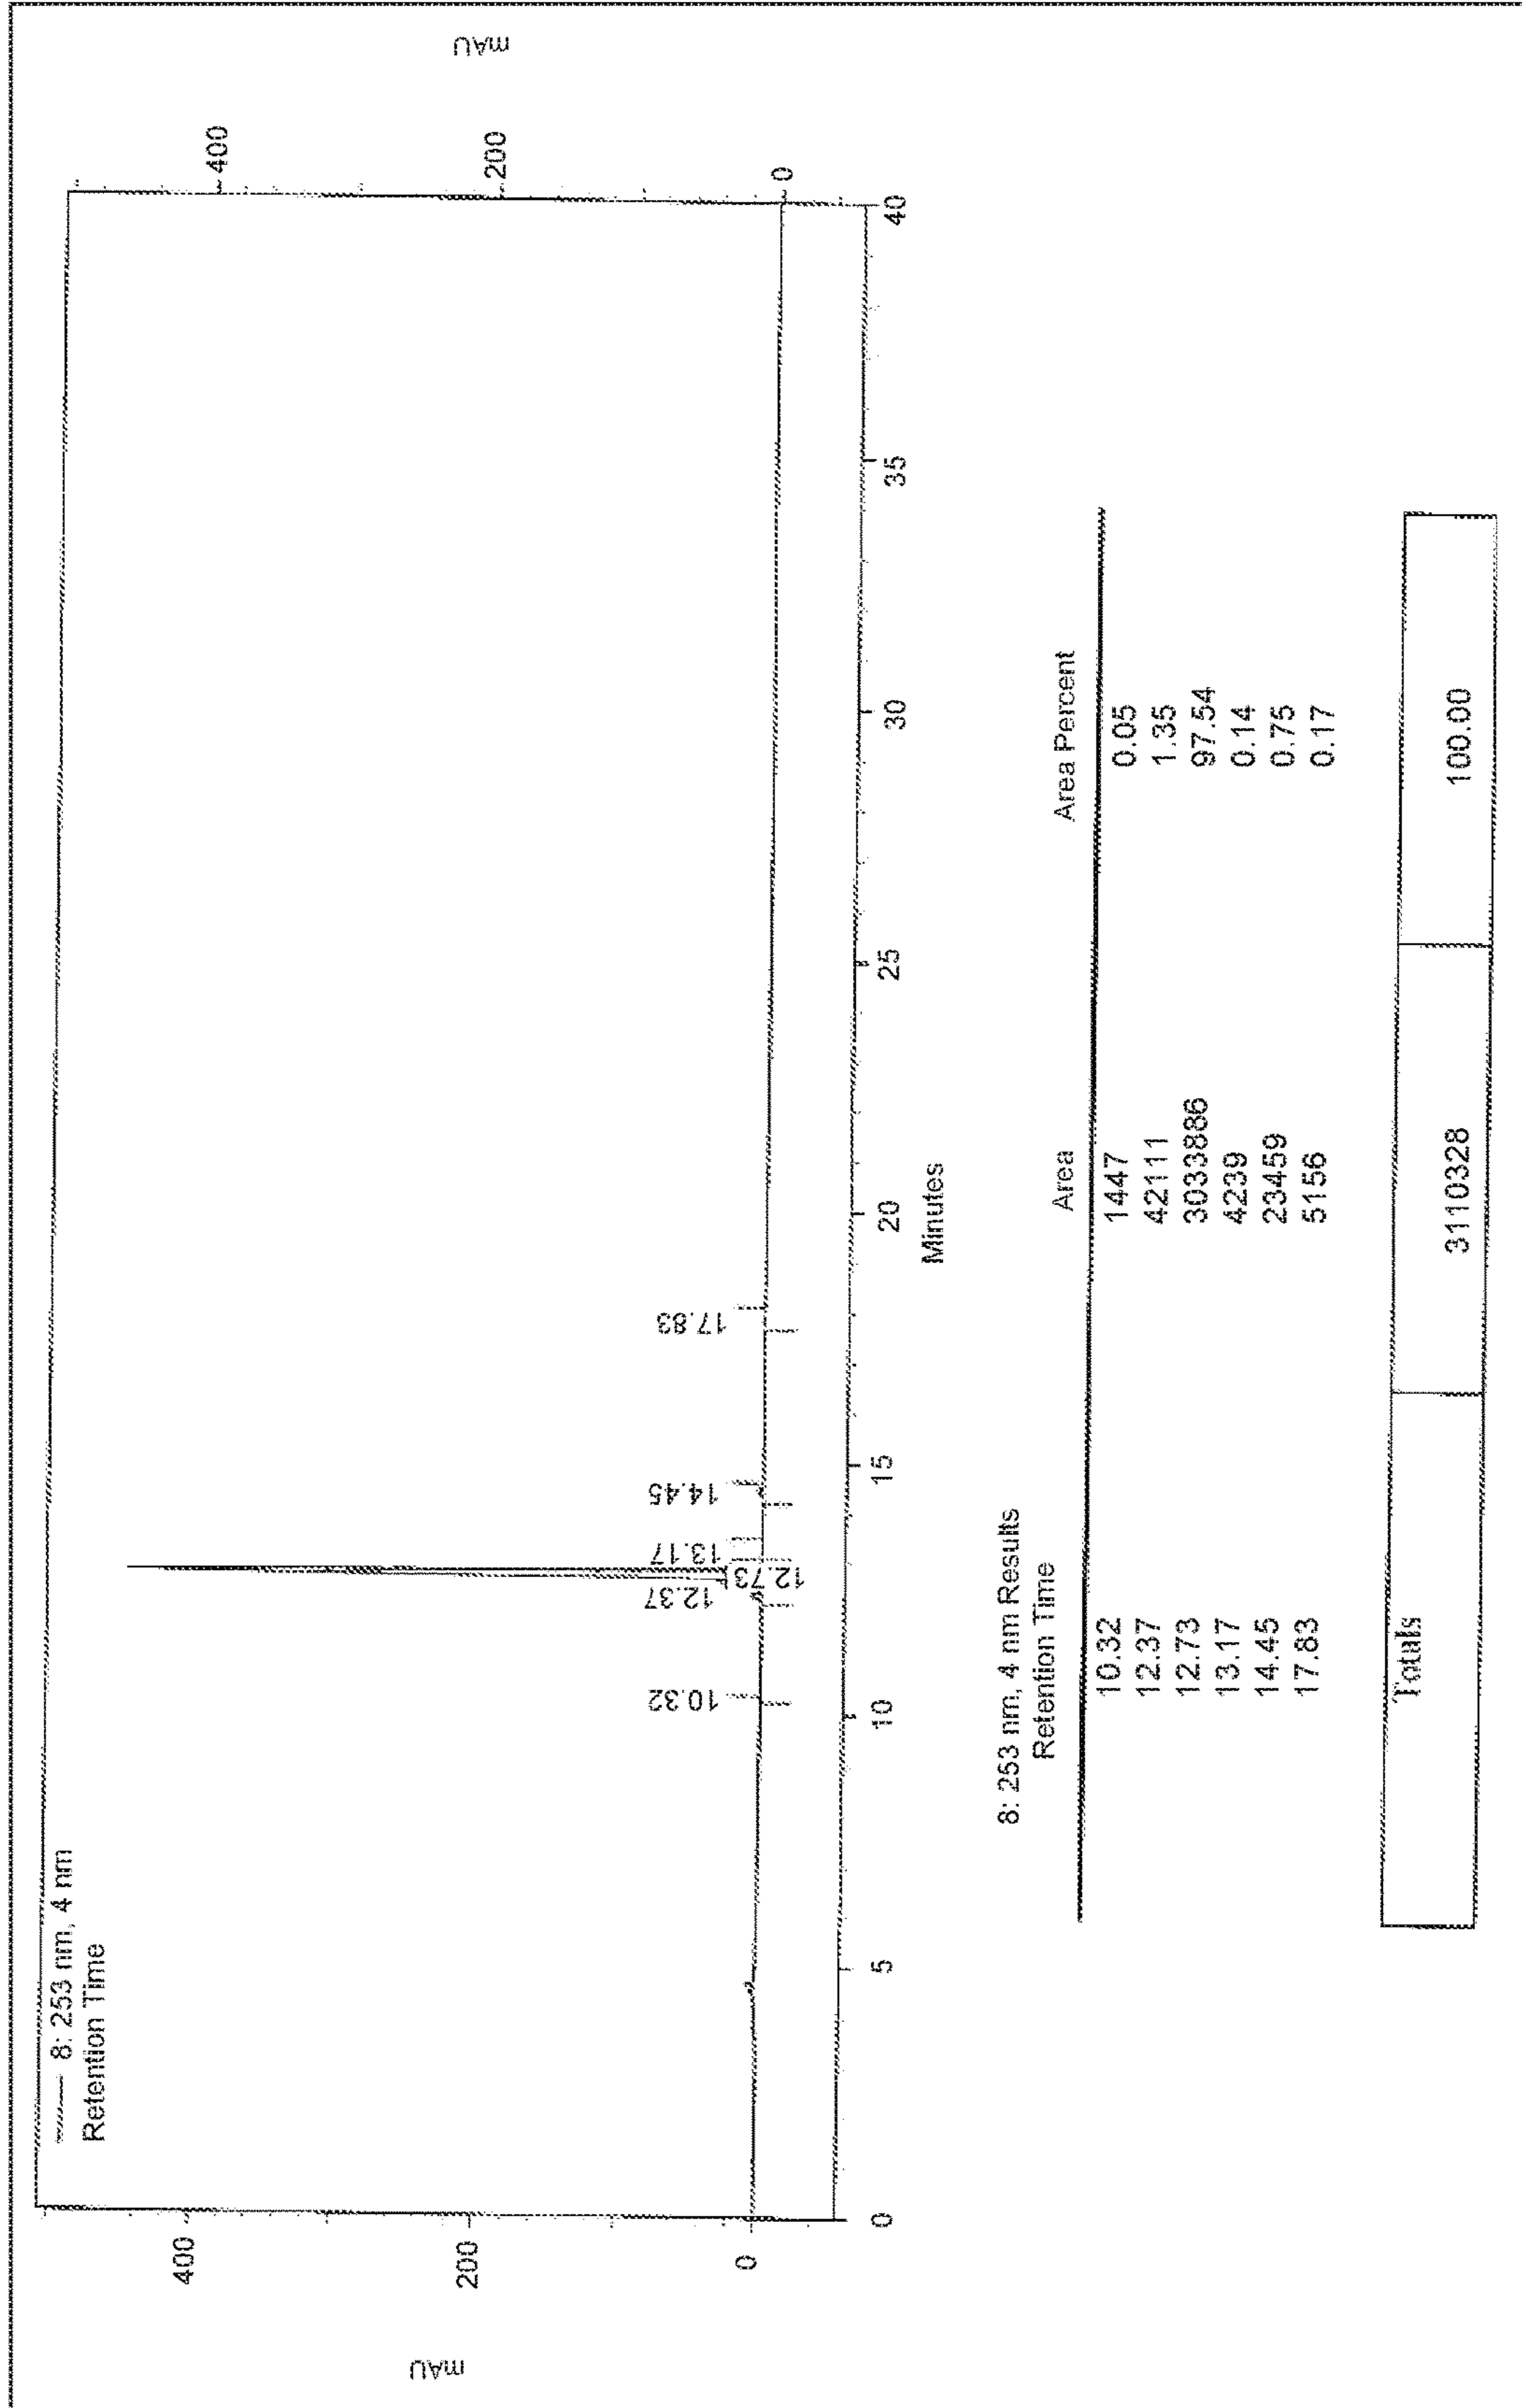 8: 253 nm, 4 nm
Retention Time
mAU
400
200
0
mAU
400
200
0
10.32
12.37
12.73
13.17
14.45
17.83
0 5 10 15 20 25 30 35 40
Minutes
8: 253 nm, 4 nm Results
Retention Time Area Area Percent
10.32 1447 0.05
12.37 42111 1.35
12.73 3033886 97.54
13.17 4239 0.14
14.45 23459 0.75
17.83 5156 0.17
Totals 3110328 100.00